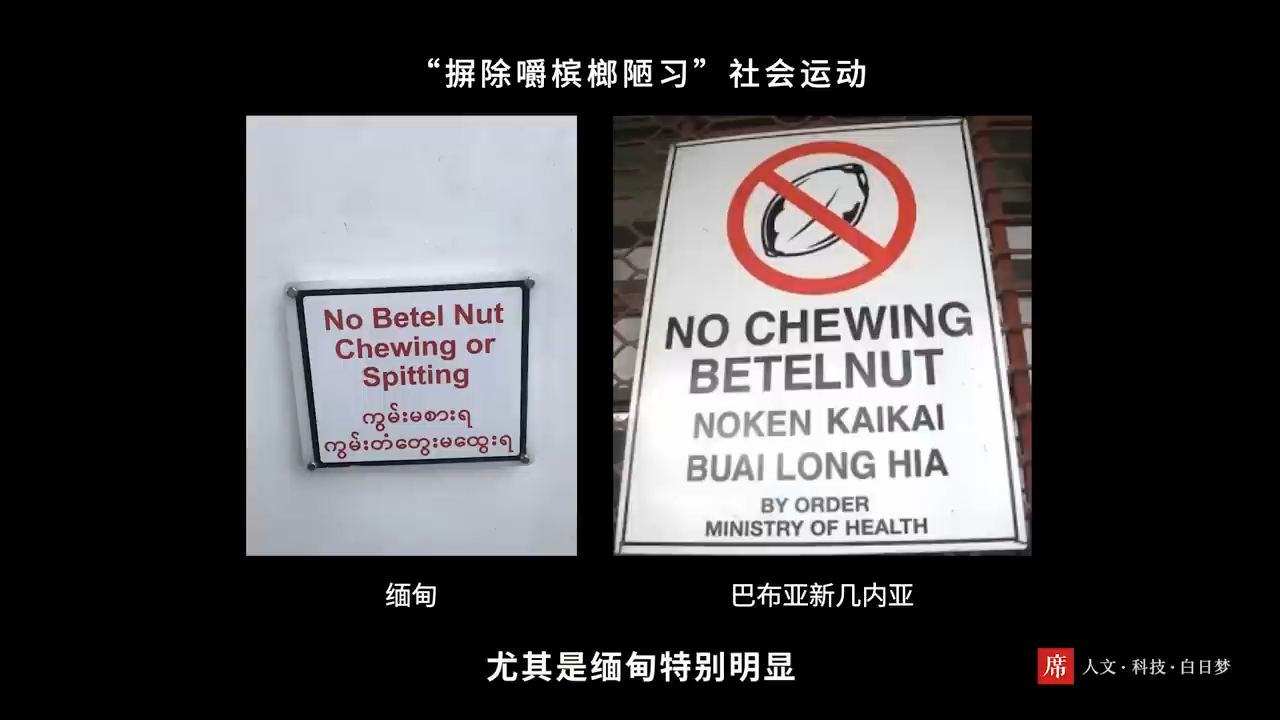 “摒除嚼槟榔陋习”社会运动
No Betel Nut
Chewing or
Spitting
ကွမ်းမစားရ
ကွမ်းတံတွေးမထွေးရ
NO CHEWING
BETELNUT
NOKEN KAIKAI
BUAI LONG HIA
BY ORDER
MINISTRY OF HEALTH
缅甸
巴布亚新几内亚
尤其是缅甸特别明显
席 人文·科技·白日梦